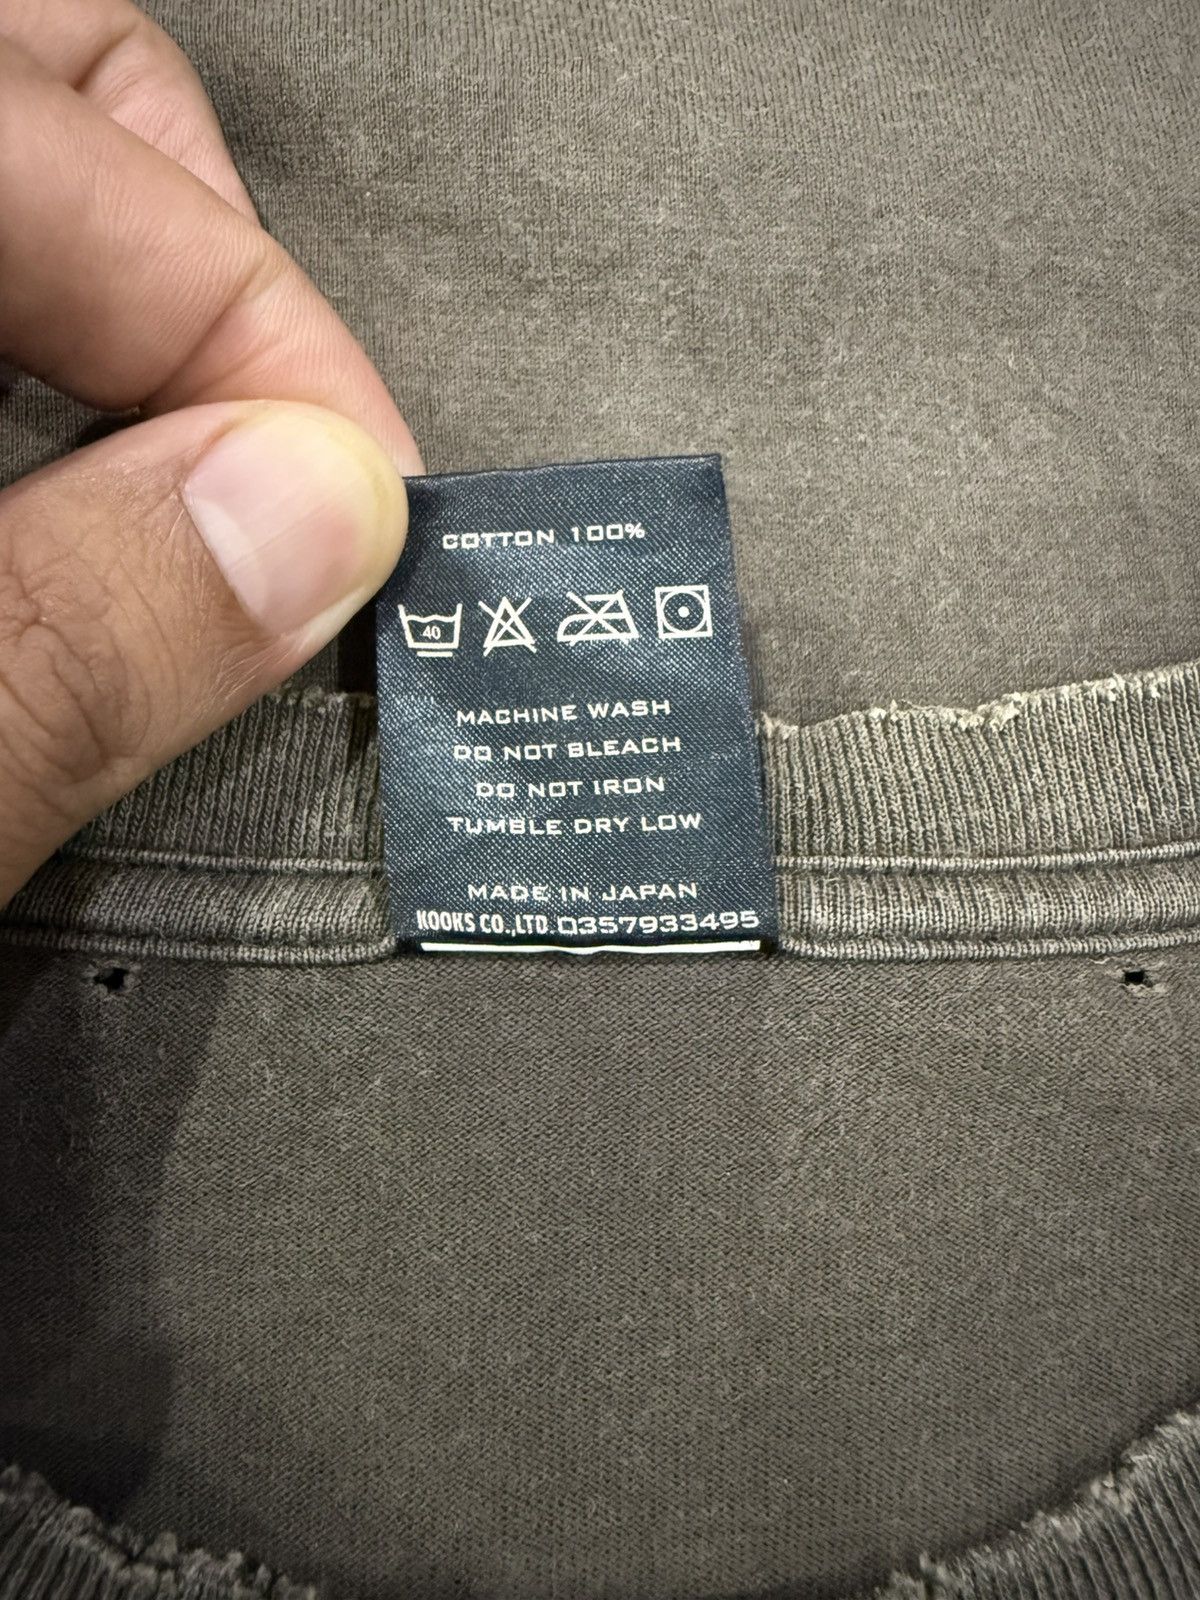 COTTON 100%
40
MACHINE WASH
DO NOT BLEACH
DO NOT IRON
TUMBLE DRY LOW
MADE IN JAPAN
KOOKS CO.,LTD. 0357933495